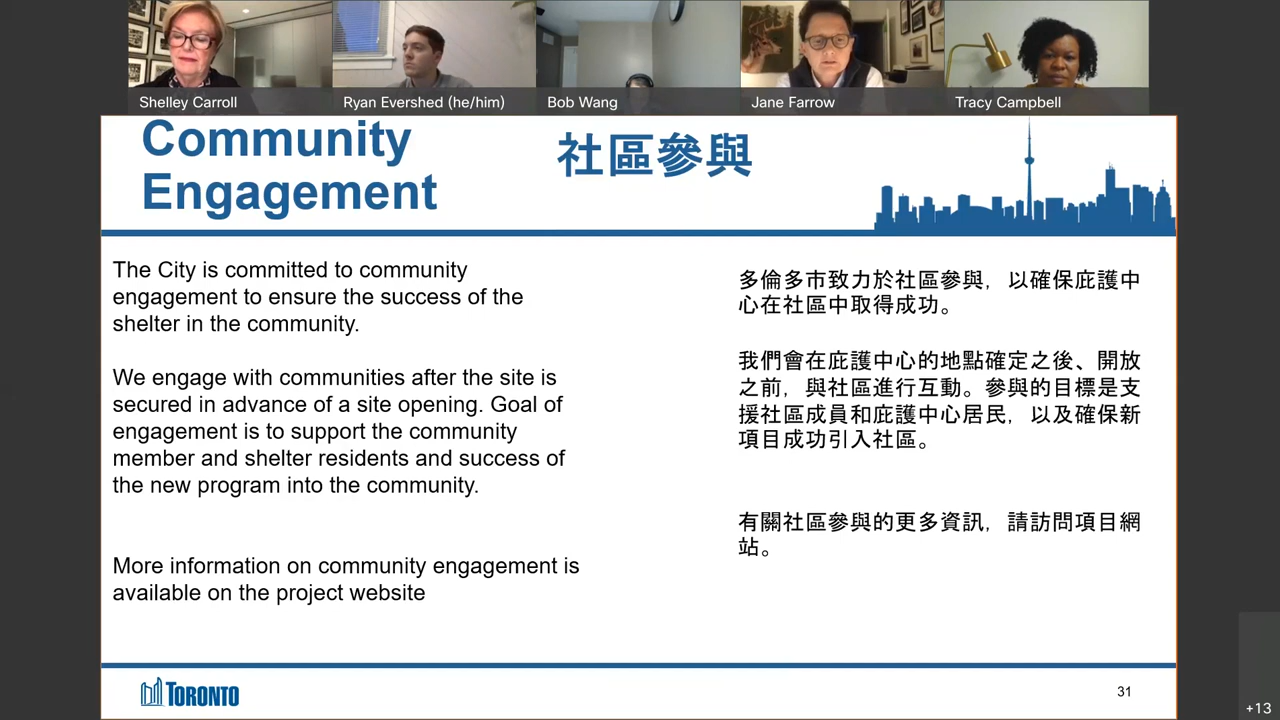 Shelley Carroll
Ryan Evershed (he/him)
Bob Wang
Jane Farrow
Tracy Campbell
Community
Engagement
社區參與
The City is committed to community
engagement to ensure the success of the
shelter in the community.
We engage with communities after the site is
secured in advance of a site opening. Goal of
engagement is to support the community
member and shelter residents and success of
the new program into the community.
More information on community engagement is
available on the project website
多倫多市致力於社區參與，以確保庇護中
心在社區中取得成功。
我們會在庇護中心的地點確定之後、開放
之前，與社區進行互動。參與的目標是支
援社區成員和庇護中心居民，以及確保新
項目成功引入社區。
有關社區參與的更多資訊，請訪問項目網
站。
TORONTO
31
+13